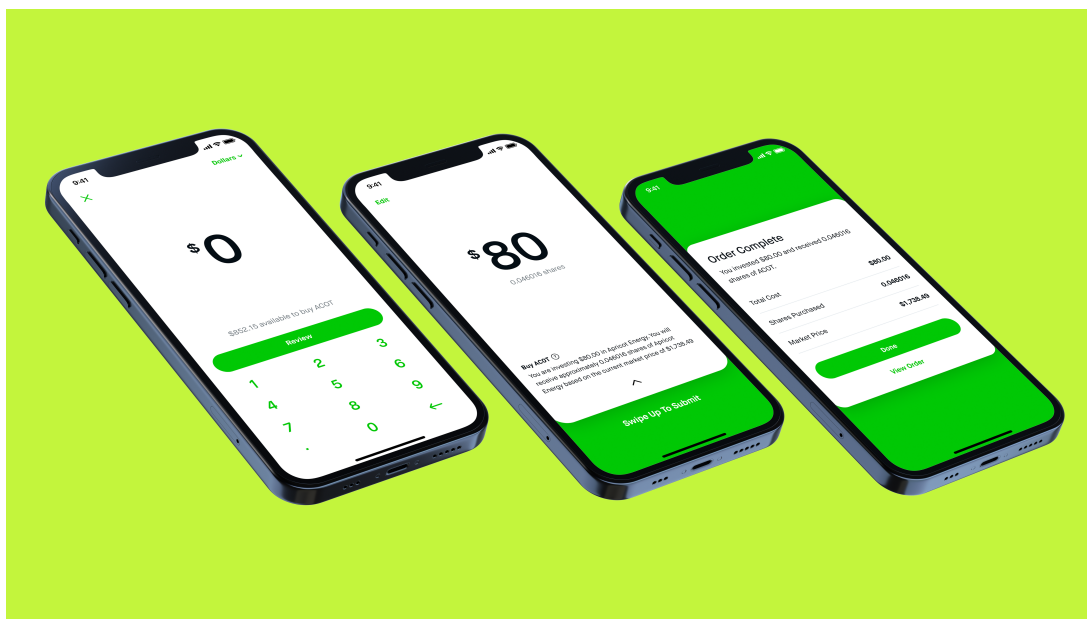 9:41
Dollars
$0
$852.15 available to buy ACOT
Review
1 2 3
4 5 6
7 8 9
. 0
9:41
Edit
$80
0.046016 shares
Buy ACOT ?
You are investing $80.00 in Apricot Energy. You will
receive approximately 0.046016 shares of Apricot
Energy based on the current market price of $1,738.49
Swipe Up To Submit
9:41
Order Complete
You invested $80.00 and received 0.046016
shares of ACOT.
Total Cost $80.00
Shares Purchased 0.046016
Market Price $1,738.49
Done
View Order